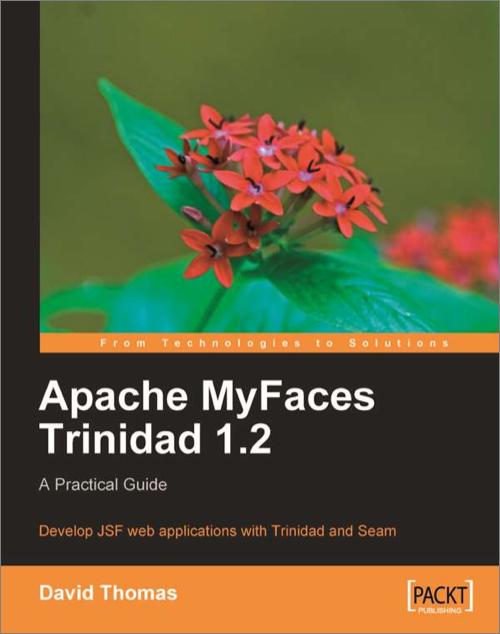 From Technologies to Solutions
Apache MyFaces
Trinidad 1.2
A Practical Guide
Develop JSF web applications with Trinidad and Seam
David Thomas
[PACKT]
PUBLISHING